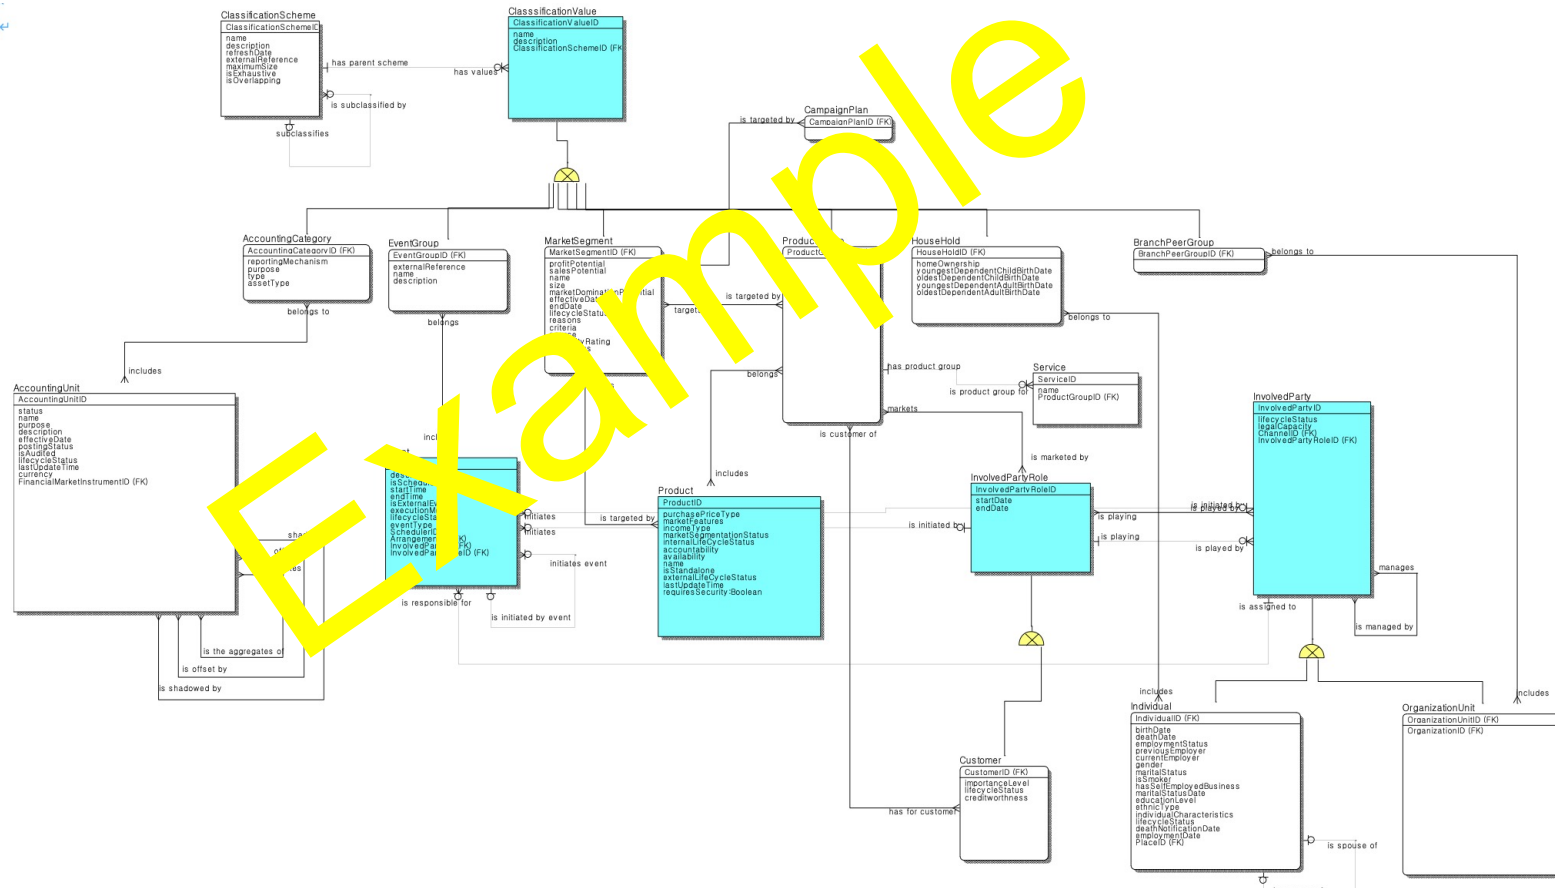 ClassificationScheme
ClassificationSchemeID
name
description
refreshDate
externalReference
maximumSize
isExhaustive
isOverlapping
has parent scheme
has values
is subclassified by
subclassifies
ClasssificationValue
ClassificationValueID
name
description
ClassificationSchemeID (FK
CampaignPlan
CampaignPlanID (FK)
is targeted by
AccountingCategory
AccountingCategoryID (FK)
reportingMechanism
purpose
type
assetType
belongs to
includes
EventGroup
EventGroupID (FK)
externalReference
name
description
belongs
MarketSegment
MarketSegmentID (FK)
profitPotential
salesPotential
name
size
endDate
reasons
criteria
is targeted by
HouseHold
HouseHoldID (FK)
homeOwnership
youngestDependentChildBirthDate
oldestDependentChildBirthDate
youngestDependentAdultBirthDate
oldestDependentAdultBirthDate
belongs to
BranchPeerGroup
BranchPeerGroupID (FK)
belongs to
belongs
has product group
is product group for
markets
is customer of
is marketed by
Service
ServiceID
name
ProductGroupID (FK)
AccountingUnit
AccountingUnitID
status
name
purpose
description
effectiveDate
postingStatus
isAudited
lifecycleStatus
lastUpdateTime
currency
FinancialMarketInstrumentID (FK)
is the aggregates of
is offset by
is shadowed by
startTime
endTime
eventType
initiates
initiates
initiates event
is responsible for
is initiated by event
is targeted by
includes
Product
ProductID
purchasePriceType
marketFeatures
incomeType
marketSegmentationStatus
internalLifeCycleStatus
accountability
availability
name
isStandalone
externalLifeCycleStatus
lastUpdateTime
requiresSecurity:Boolean
InvolvedPartyRole
InvolvedPartyRoleID
startDate
endDate
is playing
is playing
is played by
InvolvedParty
InvolvedPartyID
lifecycleStatus
legalCapacity
ChannelID (FK)
InvolvedPartyRoleID (FK)
manages
is managed by
is assigned to
Customer
CustomerID (FK)
importanceLevel
lifecycleStatus
creditworthness
has for customer
includes
Individual
IndividualID (FK)
birthDate
deathDate
employmentStatus
previousEmployer
currentEmployer
gender
maritalStatus
isSmoker
hasSelfEmployedBusiness
maritalStatusDate
educationLevel
ethnicType
individualCharacteristics
lifecycleStatus
deathNotificationDate
employmentDate
PlaceID (FK)
is spouse of
includes
OrganizationUnit
OrganizationUnitID (FK)
OrganizationID (FK)
Example